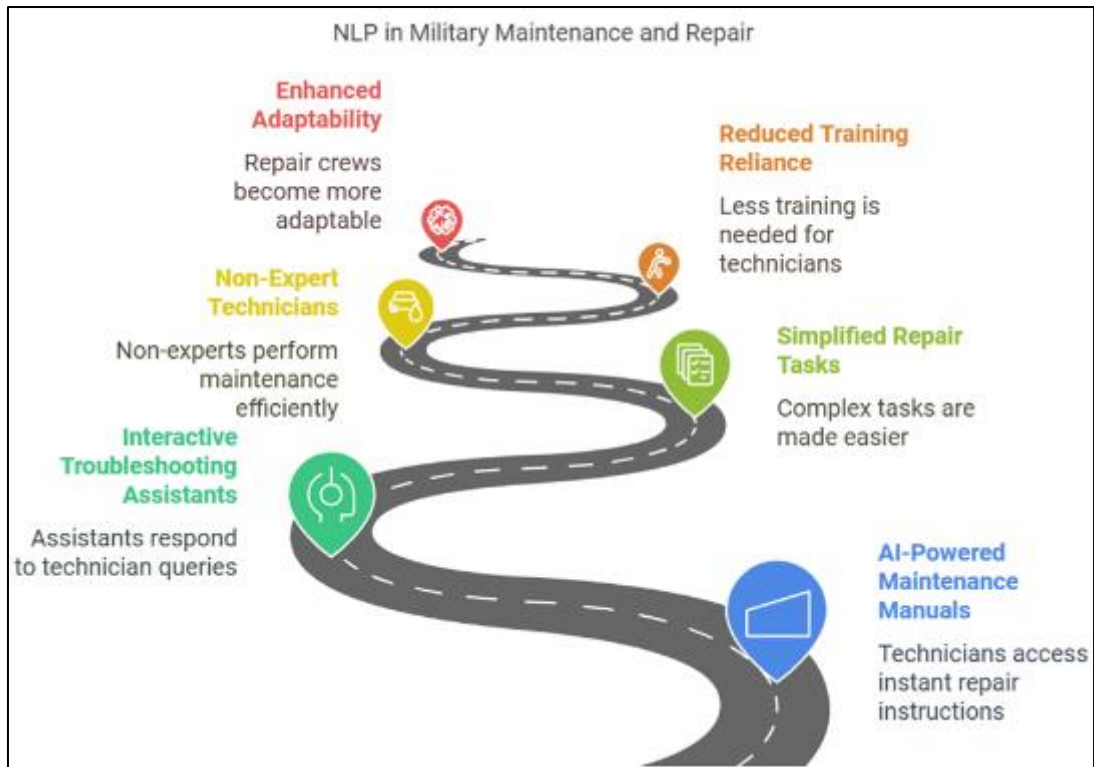 NLP in Military Maintenance and Repair
Enhanced
Adaptability
Repair crews
become more
adaptable
Reduced Training
Reliance
Less training is
needed for
technicians
Non-Expert
Technicians
Non-experts perform
maintenance
efficiently
Simplified Repair
Tasks
Complex tasks are
made easier
Interactive
Troubleshooting
Assistants
Assistants respond
to technician queries
AI-Powered
Maintenance
Manuals
Technicians access
instant repair
instructions